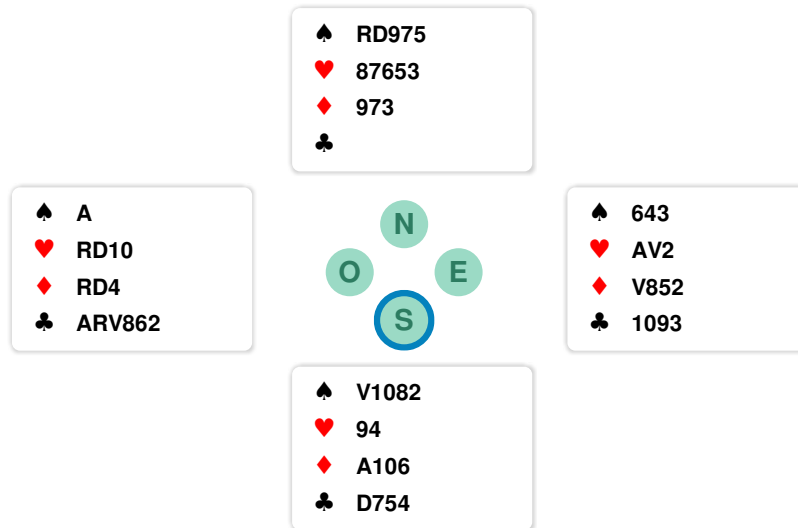 ♠ RD975
♥ 87653
♦ 973
♣
♠ A
♥ RD10
♦ RD4
♣ ARV862
N
O E
S
♠ 643
♥ AV2
♦ V852
♣ 1093
♠ V1082
♥ 94
♦ A106
♣ D754